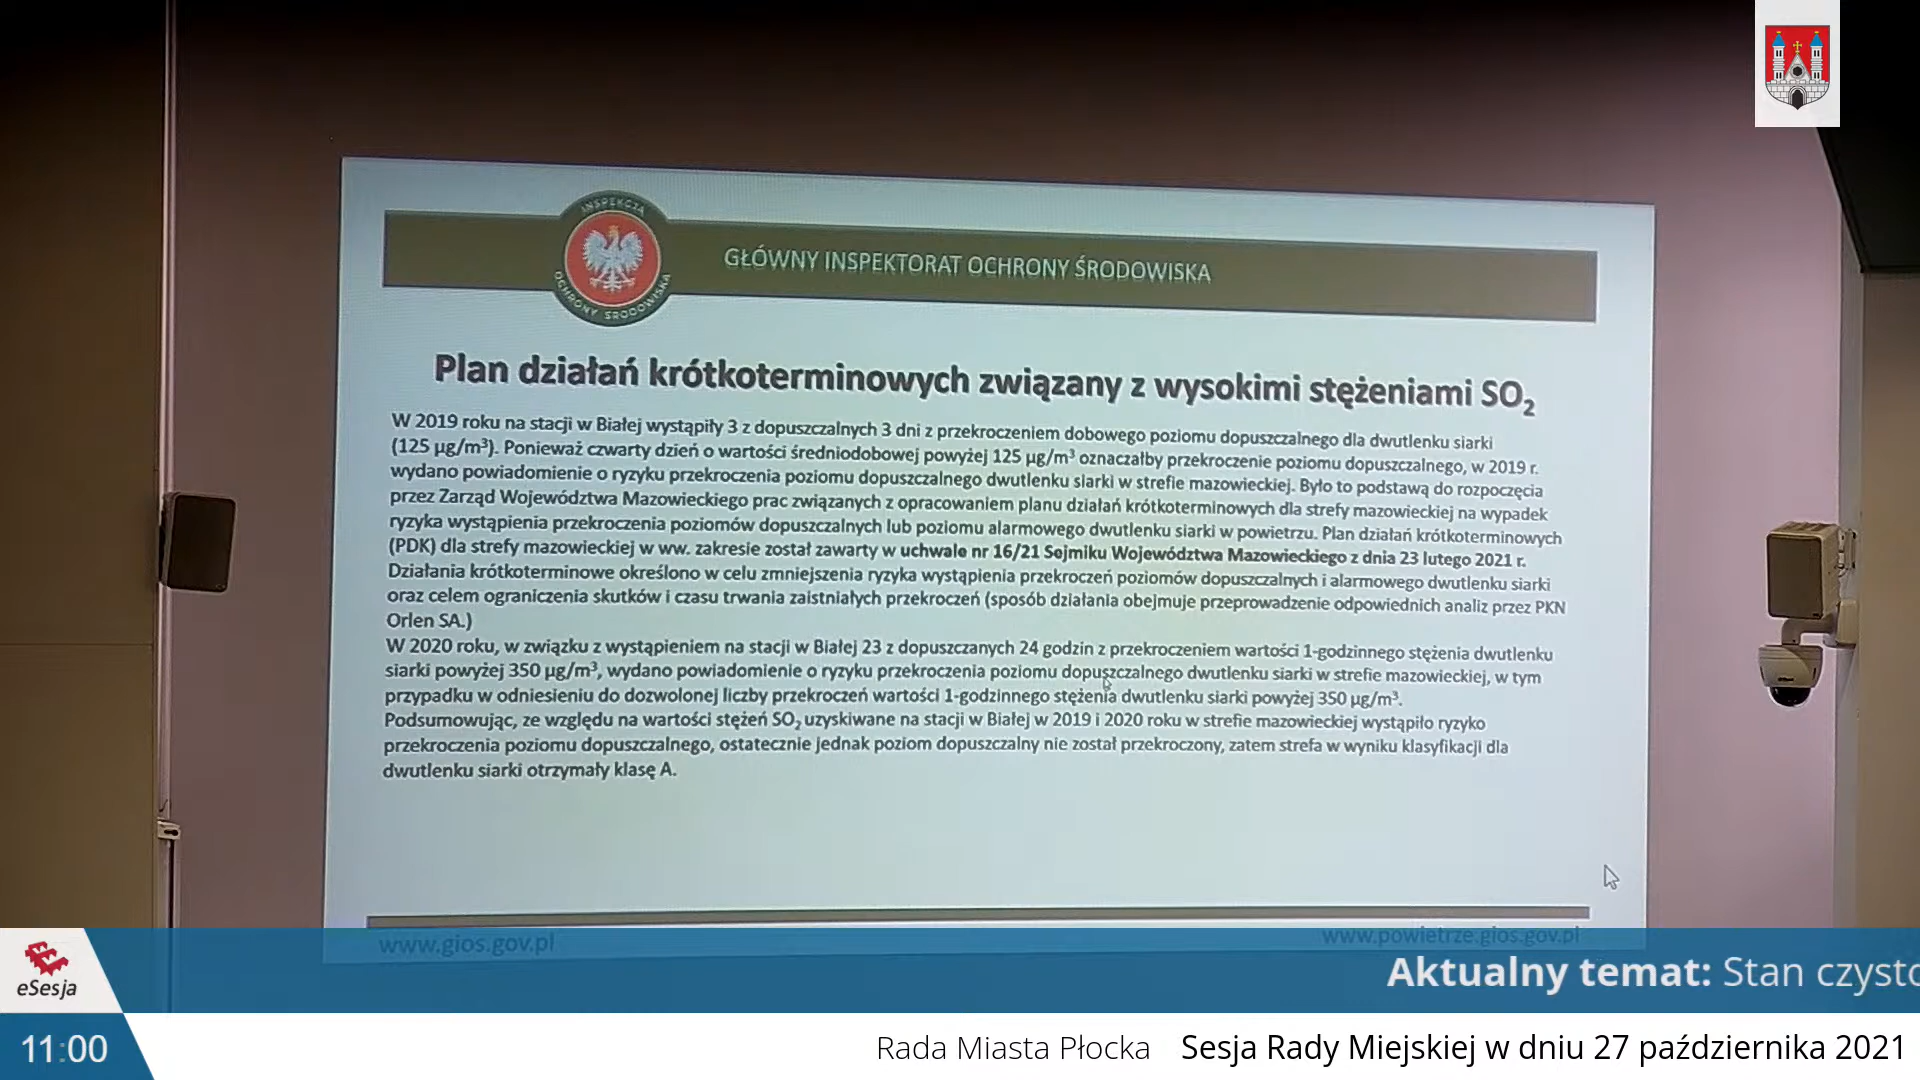 INSPEKCJA
OCHRONY ŚRODOWISKA
GŁÓWNY INSPEKTORAT OCHRONY ŚRODOWISKA
Plan działań krótkoterminowych związany z wysokimi stężeniami SO₂
W 2019 roku na stacji w Białej wystąpiły 3 z dopuszczalnych 3 dni z przekroczeniem dobowego poziomu dopuszczalnego dla dwutlenku siarki
(125 µg/m³). Ponieważ czwarty dzień o wartości średniodobowej powyżej 125 µg/m³ oznaczałby przekroczenie poziomu dopuszczalnego, w 2019 r.
wydano powiadomienie o ryzyku przekroczenia poziomu dopuszczalnego dwutlenku siarki w strefie mazowieckiej. Było to podstawą do rozpoczęcia
przez Zarząd Województwa Mazowieckiego prac związanych z opracowaniem planu działań krótkoterminowych dla strefy mazowieckiej na wypadek
ryzyka wystąpienia przekroczenia poziomów dopuszczalnych lub poziomu alarmowego dwutlenku siarki w powietrzu. Plan działań krótkoterminowych
(PDK) dla strefy mazowieckiej w ww. zakresie został zawarty w uchwale nr 16/21 Sejmiku Województwa Mazowieckiego z dnia 23 lutego 2021 r.
Działania krótkoterminowe określono w celu zmniejszenia ryzyka wystąpienia przekroczeń poziomów dopuszczalnych i alarmowego dwutlenku siarki
oraz celem ograniczenia skutków i czasu trwania zaistniałych przekroczeń (sposób działania obejmuje przeprowadzenie odpowiednich analiz przez PKN
Orlen SA.)
W 2020 roku, w związku z wystąpieniem na stacji w Białej 23 z dopuszczanych 24 godzin z przekroczeniem wartości 1-godzinnego stężenia dwutlenku
siarki powyżej 350 µg/m³, wydano powiadomienie o ryzyku przekroczenia poziomu dopuszczalnego dwutlenku siarki w strefie mazowieckiej, w tym
przypadku w odniesieniu do dozwolonej liczby przekroczeń wartości 1-godzinnego stężenia dwutlenku siarki powyżej 350 µg/m³.
Podsumowując, ze względu na wartości stężeń SO₂ uzyskiwane na stacji w Białej w 2019 i 2020 roku w strefie mazowieckiej wystąpiło ryzyko
przekroczenia poziomu dopuszczalnego, ostatecznie jednak poziom dopuszczalny nie został przekroczony, zatem strefa w wyniku klasyfikacji dla
dwutlenku siarki otrzymały klasę A.
www.gios.gov.pl
www.powietrze.gios.gov.pl
eSesja
Aktualny temat: Stan czysto
11:00
Rada Miasta Płocka Sesja Rady Miejskiej w dniu 27 października 2021